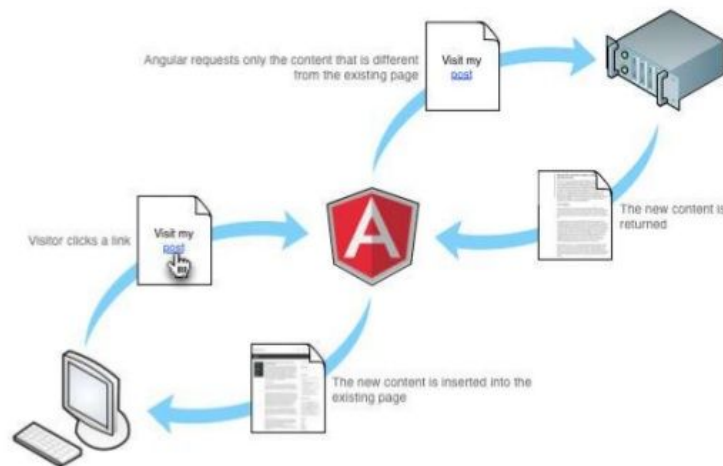 Angular requests only the content that is different
from the existing page
Visit my
post
The new content is
returned
Visitor clicks a link
Visit my
post
A
The new content is inserted into the
existing page